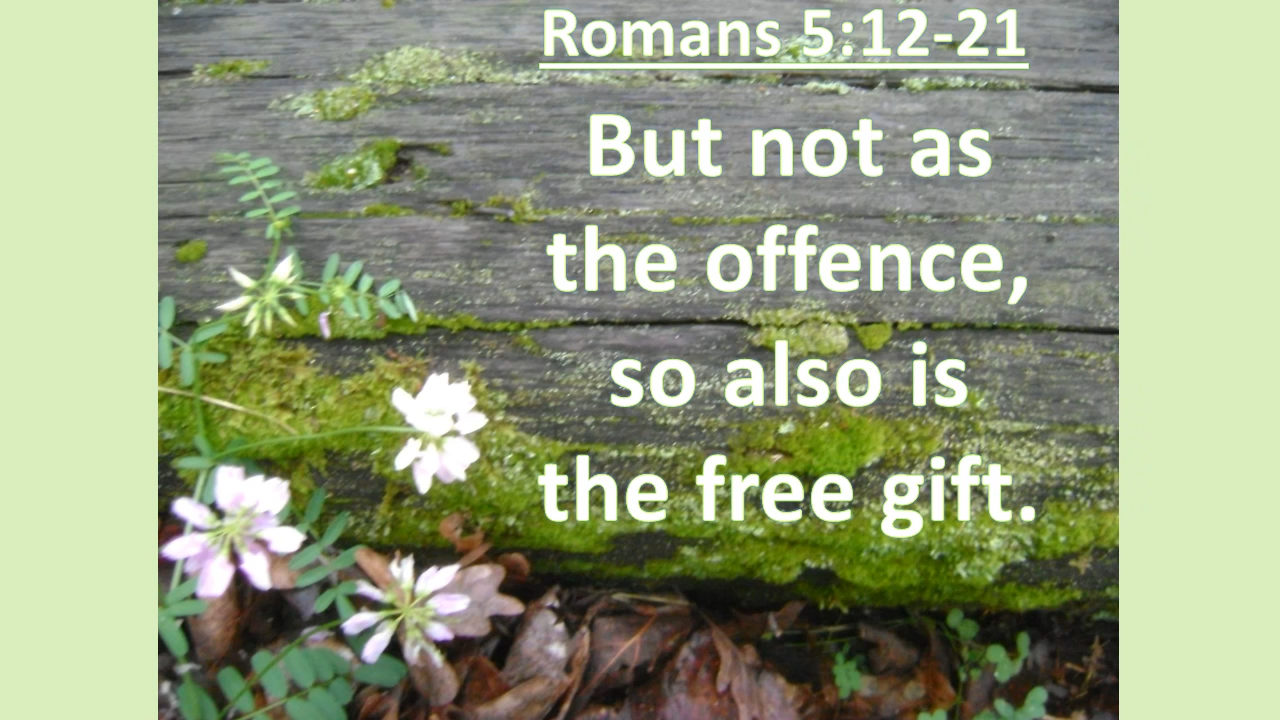 Romans 5:12-21
But not as
the offence,
so also is
the free gift.